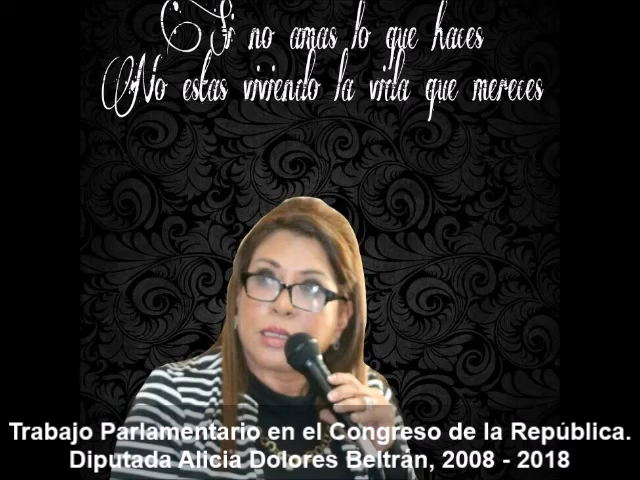 Si no amas lo que haces
No estas viviendo la vida que mereces
Trabajo Parlamentario en el Congreso de la República.
Diputada Alicia Dolores Beltrán, 2008 - 2018